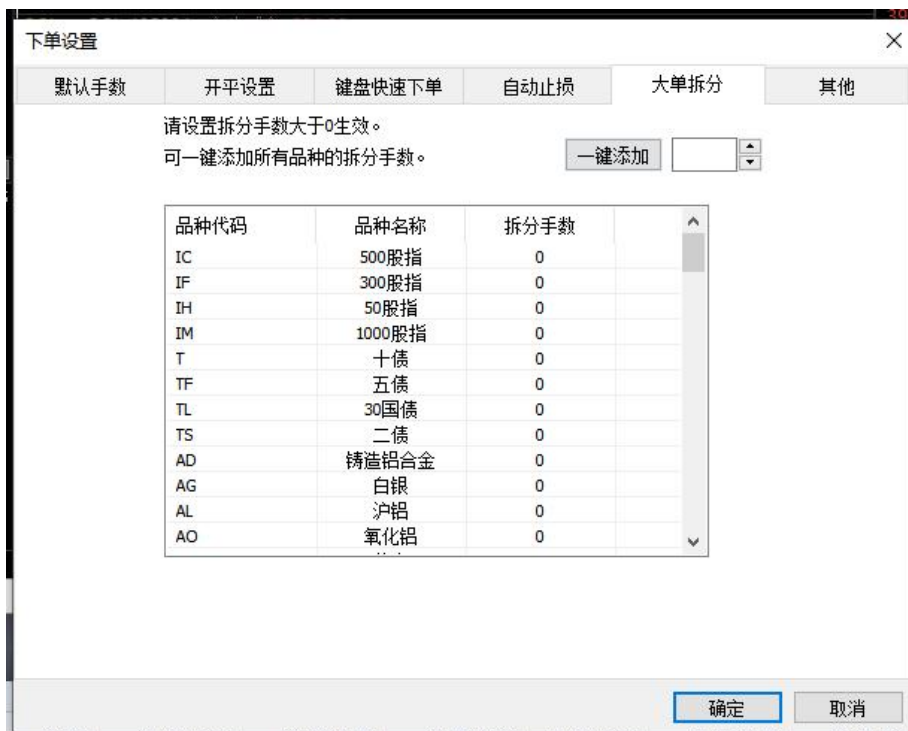 下单设置
默认手数 开平设置 键盘快速下单 自动止损 大单拆分 其他
请设置拆分手数大于0生效。
可一键添加所有品种的拆分手数。 一键添加
品种代码 品种名称 拆分手数
IC 500股指 0
IF 300股指 0
IH 50股指 0
IM 1000股指 0
T 十债 0
TF 五债 0
TL 30国债 0
TS 二债 0
AD 铸造铝合金 0
AG 白银 0
AL 沪铝 0
AO 氧化铝 0
确定 取消